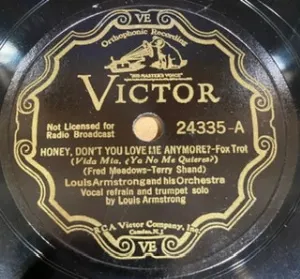 VE
Orthophonic Recording
"HIS MASTER'S VOICE"
VICTOR
Not Licensed for
Radio Broadcast
24335-A
HONEY, DON'T YOU LOVE ME ANYMORE?-Fox Trot
(Vida Mia, ¿Ya No Me Quieres?)
(Fred Meadows-Terry Shand)
Louis Armstrong and his Orchestra
Vocal refrain and trumpet solo
by Louis Armstrong
RCA Victor Company, Inc.
Camden, N.J.
VE